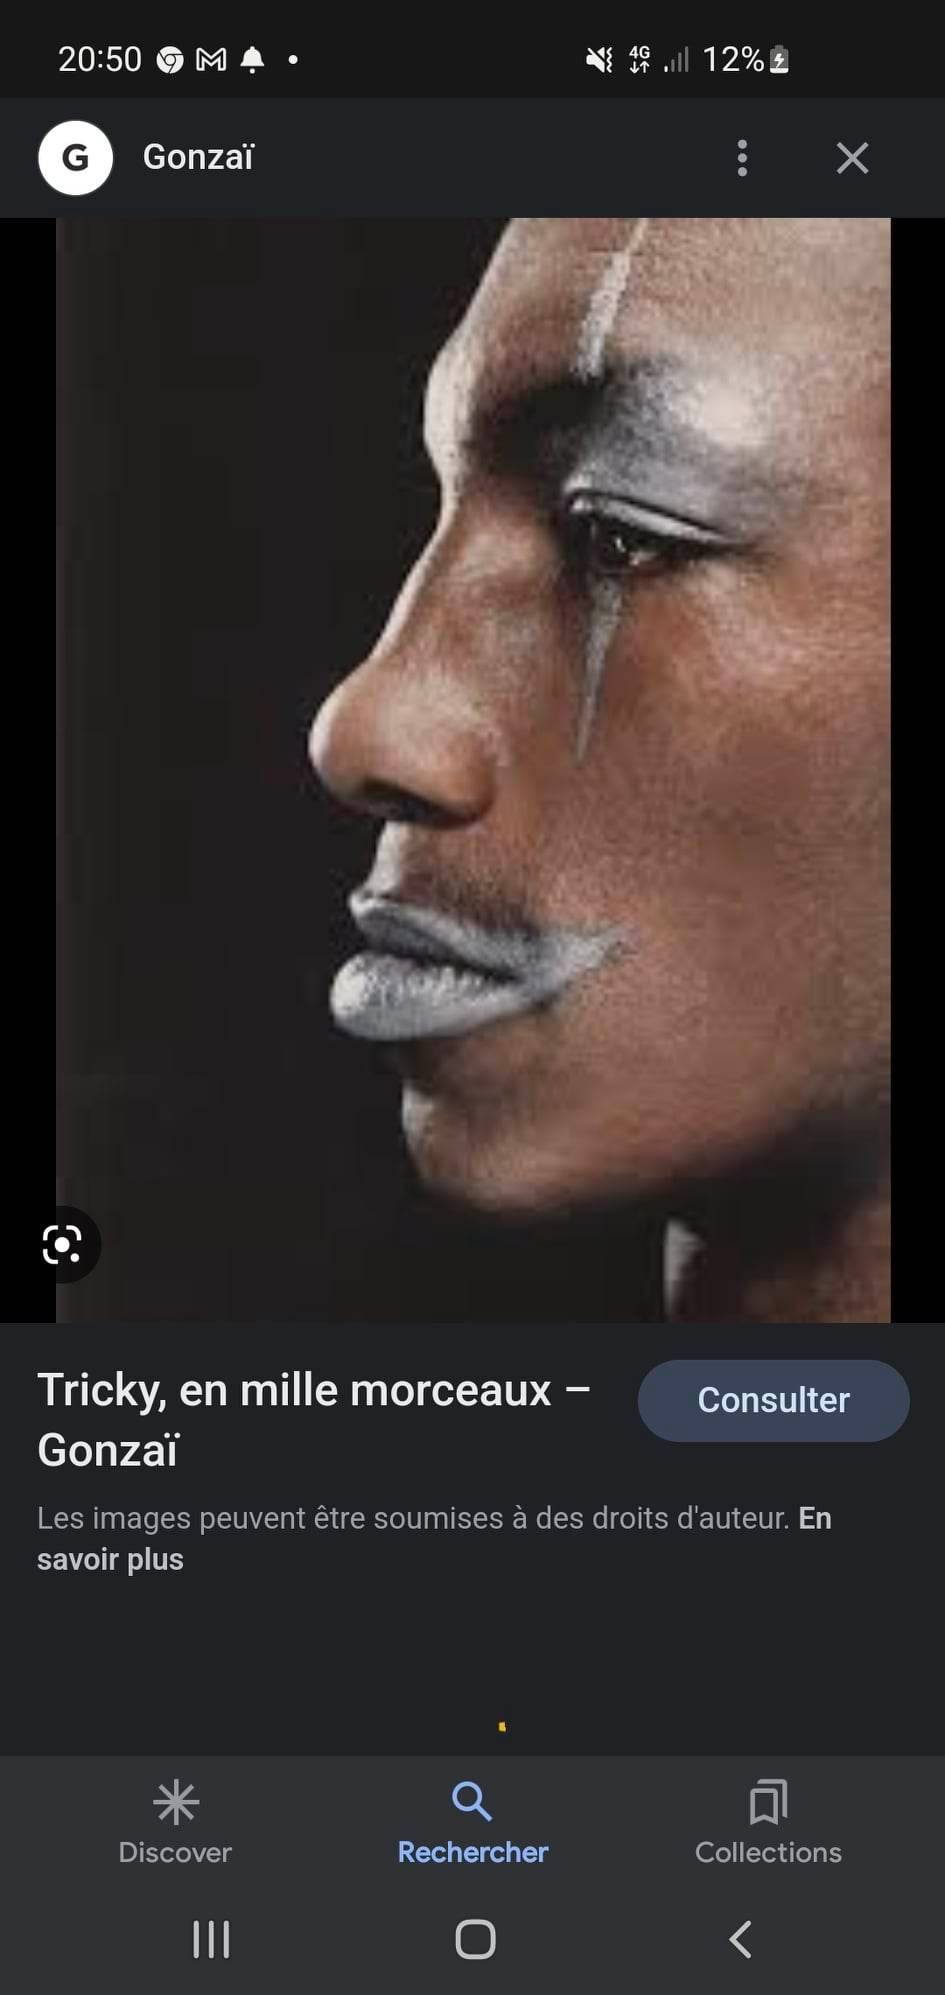 20:50 4G 12%
G Gonzaï
Tricky, en mille morceaux –
Gonzaï
Consulter
Les images peuvent être soumises à des droits d'auteur. En
savoir plus
Discover Rechercher Collections